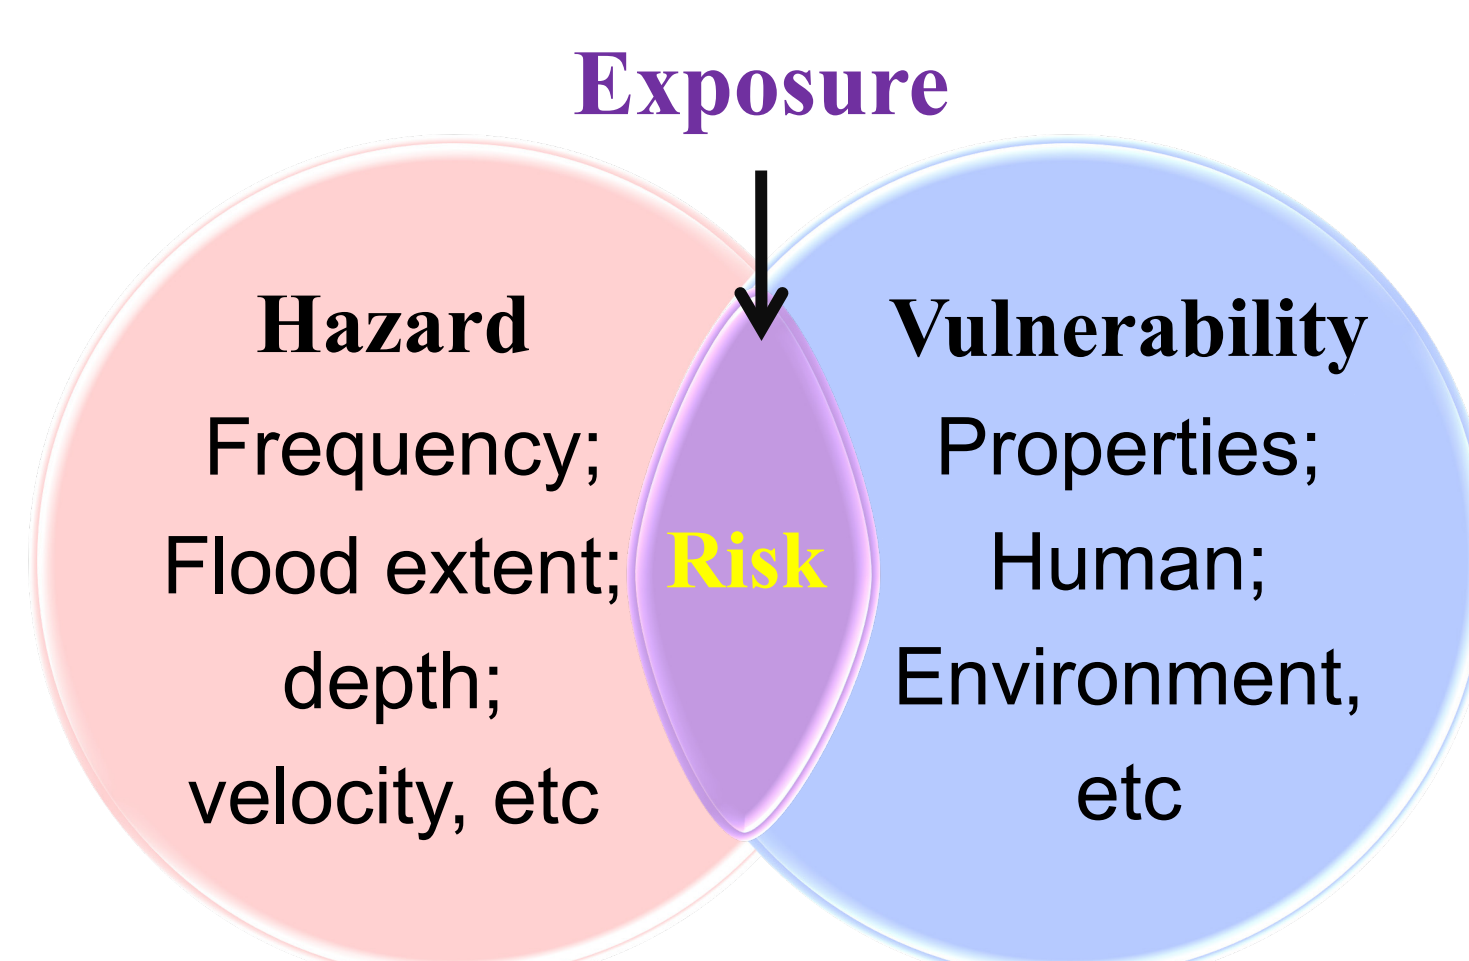 Exposure
Hazard
Frequency;
Flood extent;
depth;
velocity, etc
Risk
Vulnerability
Properties;
Human;
Environment,
etc